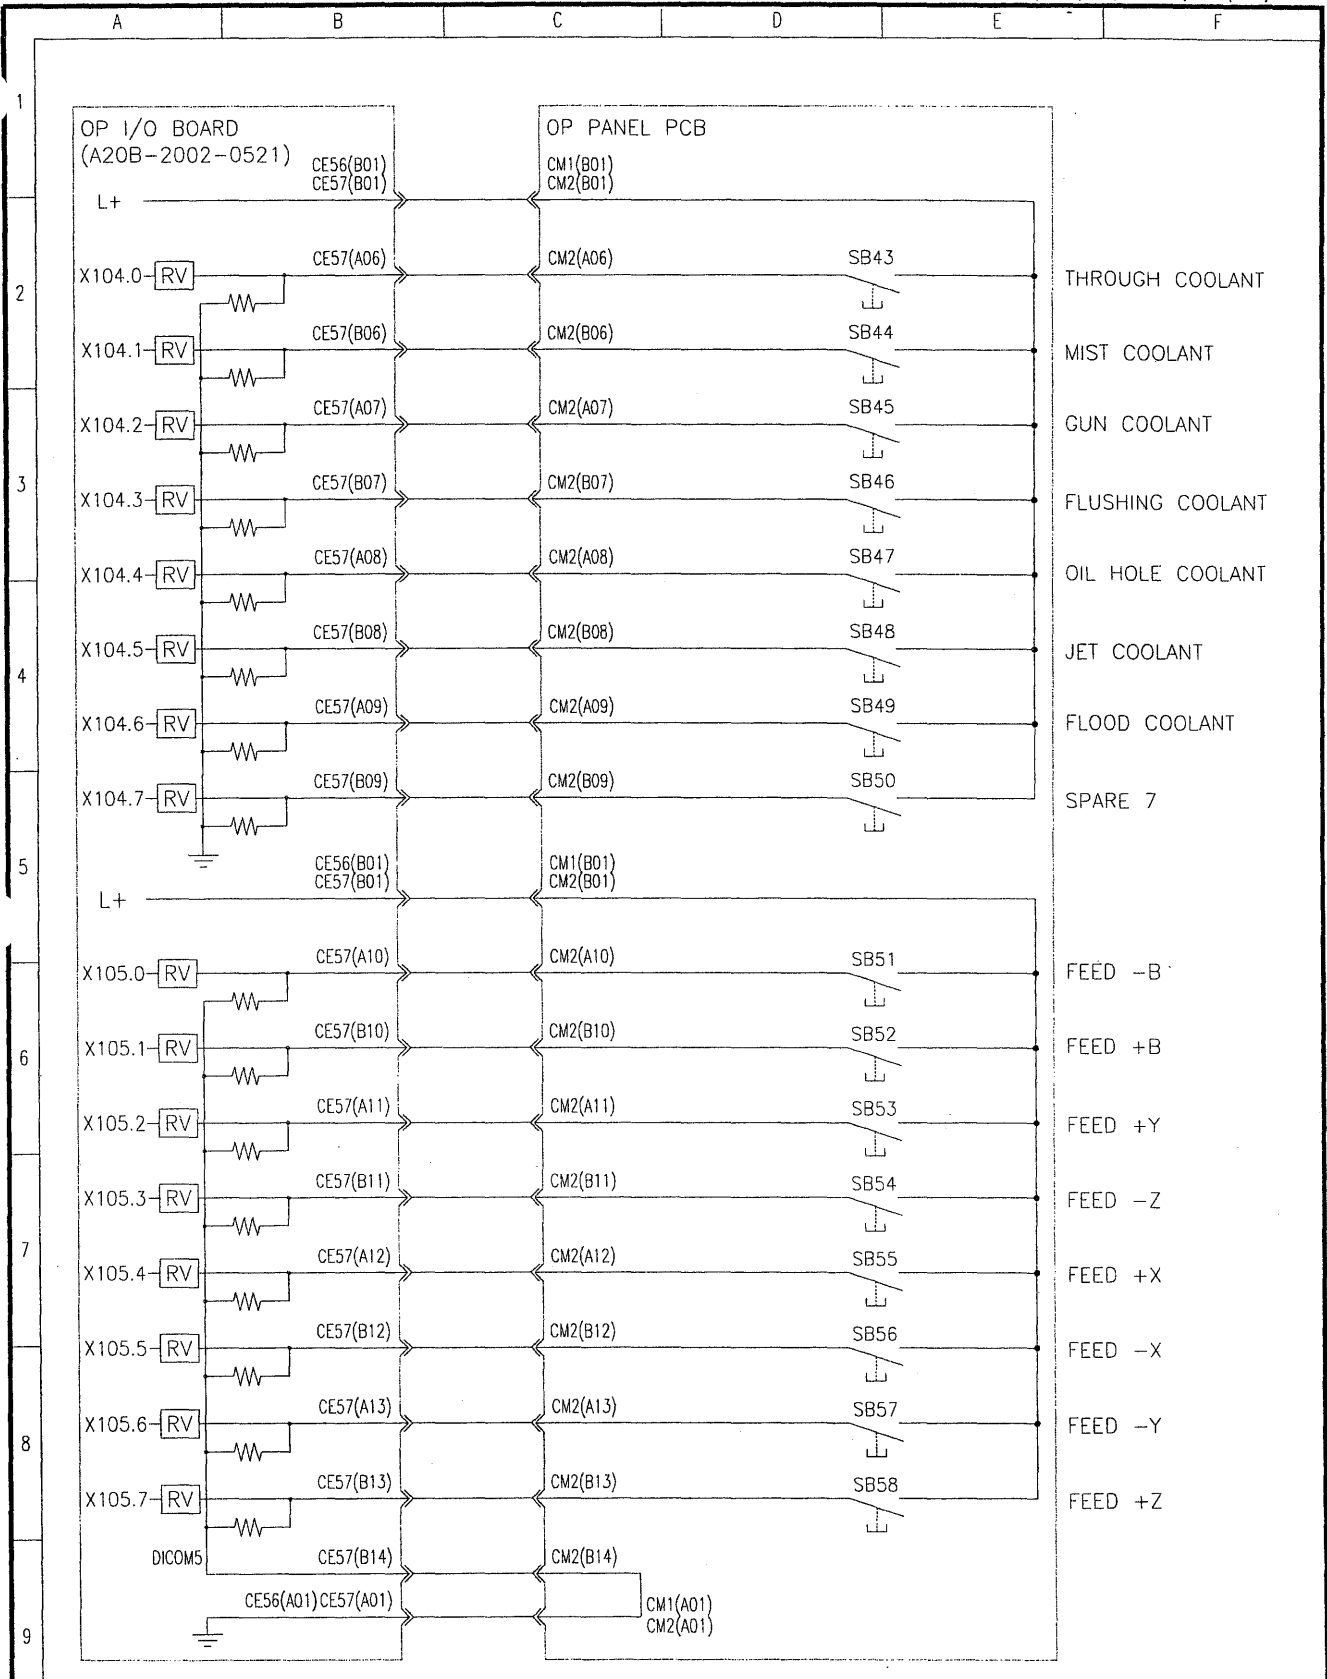 A B C D E F
1
OP I/O BOARD OP PANEL PCB
(A20B-2002-0521)
CE56(B01) CM1(B01)
CE57(B01) CM2(B01)
L+
X104.0 RV CE57(A06) CM2(A06) SB43 THROUGH COOLANT
2
X104.1 RV CE57(B06) CM2(B06) SB44 MIST COOLANT
X104.2 RV CE57(A07) CM2(A07) SB45 GUN COOLANT
3
X104.3 RV CE57(B07) CM2(B07) SB46 FLUSHING COOLANT
X104.4 RV CE57(A08) CM2(A08) SB47 OIL HOLE COOLANT
X104.5 RV CE57(B08) CM2(B08) SB48 JET COOLANT
4
X104.6 RV CE57(A09) CM2(A09) SB49 FLOOD COOLANT
X104.7 RV CE57(B09) CM2(B09) SB50 SPARE 7
5
CE56(B01) CM1(B01)
CE57(B01) CM2(B01)
L+
X105.0 RV CE57(A10) CM2(A10) SB51 FEED -B
6
X105.1 RV CE57(B10) CM2(B10) SB52 FEED +B
X105.2 RV CE57(A11) CM2(A11) SB53 FEED +Y
X105.3 RV CE57(B11) CM2(B11) SB54 FEED -Z
7
X105.4 RV CE57(A12) CM2(A12) SB55 FEED +X
X105.5 RV CE57(B12) CM2(B12) SB56 FEED -X
X105.6 RV CE57(A13) CM2(A13) SB57 FEED -Y
8
X105.7 RV CE57(B13) CM2(B13) SB58 FEED +Z
DICOM5 CE57(B14) CM2(B14)
CE56(A01)CE57(A01) CM1(A01)
CM2(A01)
9